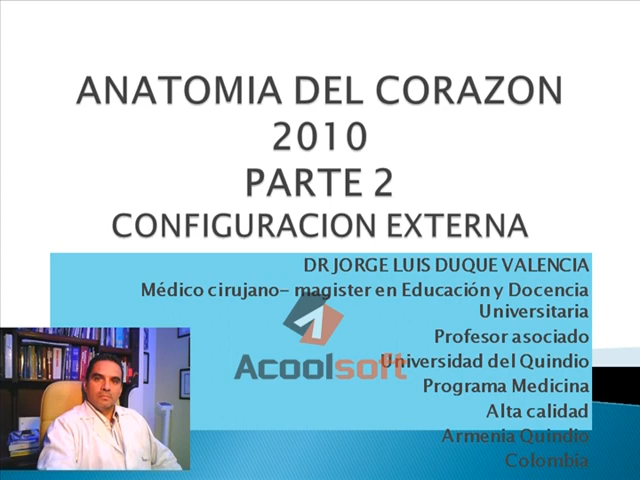 ANATOMIA DEL CORAZON
2010
PARTE 2
CONFIGURACION EXTERNA
DR JORGE LUIS DUQUE VALENCIA
Médico cirujano- magister en Educación y Docencia
Universitaria
Profesor asociado
Universidad del Quindio
Acoolsoft
Programa Medicina
Alta calidad
Armenia Quindio
Colombia